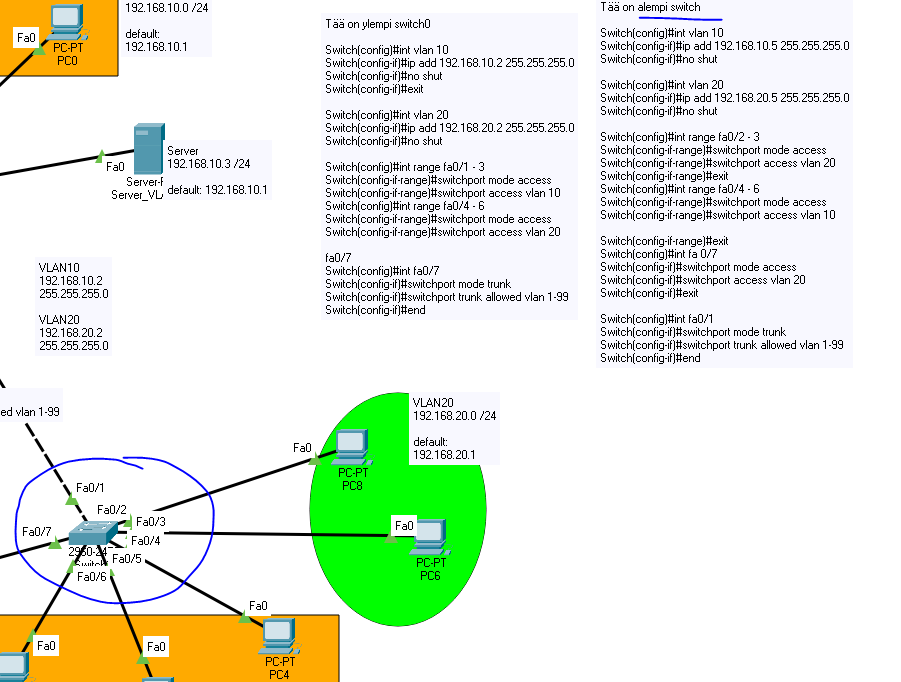 192.168.10.0 /24
default:
192.168.10.1
Fa0
PC-PT
PC0
Server
192.168.10.3 /24
default: 192.168.10.1
Fa0
Server-F
Server_VL
VLAN10
192.168.10.2
255.255.255.0
VLAN20
192.168.20.2
255.255.255.0
Tää on ylempi switch0
Switch(config)#int vlan 10
Switch(config-if)#ip add 192.168.10.2 255.255.255.0
Switch(config-if)#no shut
Switch(config-if)#exit
Switch(config)#int vlan 20
Switch(config-if)#ip add 192.168.20.2 255.255.255.0
Switch(config-if)#no shut
Switch(config)#int range fa0/1 - 3
Switch(config-if-range)#switchport mode access
Switch(config-if-range)#switchport access vlan 10
Switch(config)#int range fa0/4 - 6
Switch(config-if-range)#switchport mode access
Switch(config-if-range)#switchport access vlan 20
fa0/7
Switch(config)#int fa0/7
Switch(config-if)#switchport mode trunk
Switch(config-if)#switchport trunk allowed vlan 1-99
Switch(config-if)#end
Tää on alempi switch
Switch(config)#int vlan 10
Switch(config-if)#ip add 192.168.10.5 255.255.255.0
Switch(config-if)#no shut
Switch(config)#int vlan 20
Switch(config-if)#ip add 192.168.20.5 255.255.255.0
Switch(config-if)#no shut
Switch(config)#int range fa0/2 - 3
Switch(config-if-range)#switchport mode access
Switch(config-if-range)#switchport access vlan 20
Switch(config-if-range)#exit
Switch(config)#int range fa0/4 - 6
Switch(config-if-range)#switchport mode access
Switch(config-if-range)#switchport access vlan 10
Switch(config-if-range)#exit
Switch(config)#int fa 0/7
Switch(config-if)#switchport mode access
Switch(config-if)#switchport access vlan 20
Switch(config-if)#exit
Switch(config)#int fa0/1
Switch(config-if)#switchport mode trunk
Switch(config-if)#switchport trunk allowed vlan 1-99
Switch(config-if)#end
ed vlan 1-99
VLAN20
192.168.20.0 /24
default:
192.168.20.1
Fa0
PC-PT
PC8
Fa0/1
Fa0/2
Fa0/3
Fa0/7
Fa0/4
Fa0/5
Fa0/6
Fa0
PC-PT
PC6
Fa0
PC-PT
PC4
Fa0
Fa0